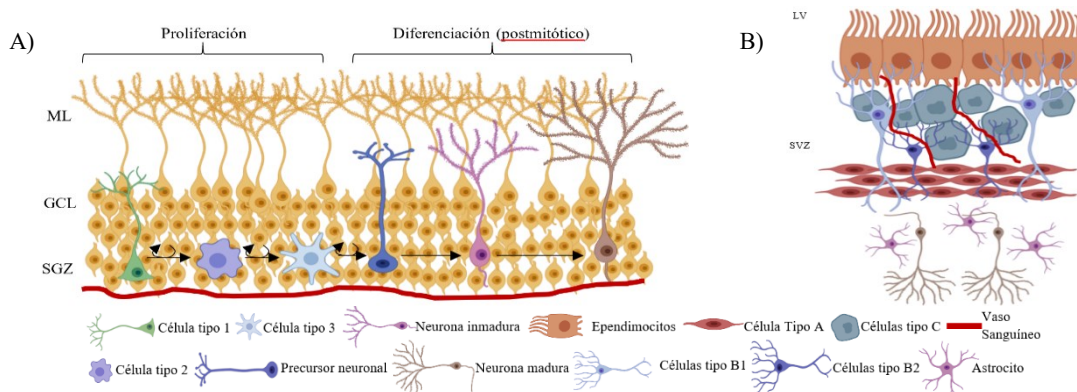 A)
Proliferación
Diferenciación (postmitótico)
ML
GCL
SGZ
B)
LV
SVZ
Célula tipo 1
Célula tipo 3
Neurona inmadura
Ependimocitos
Célula Tipo A
Células tipo C
Vaso
Sanguíneo
Célula tipo 2
Precursor neuronal
Neurona madura
Células tipo B1
Células tipo B2
Astrocito